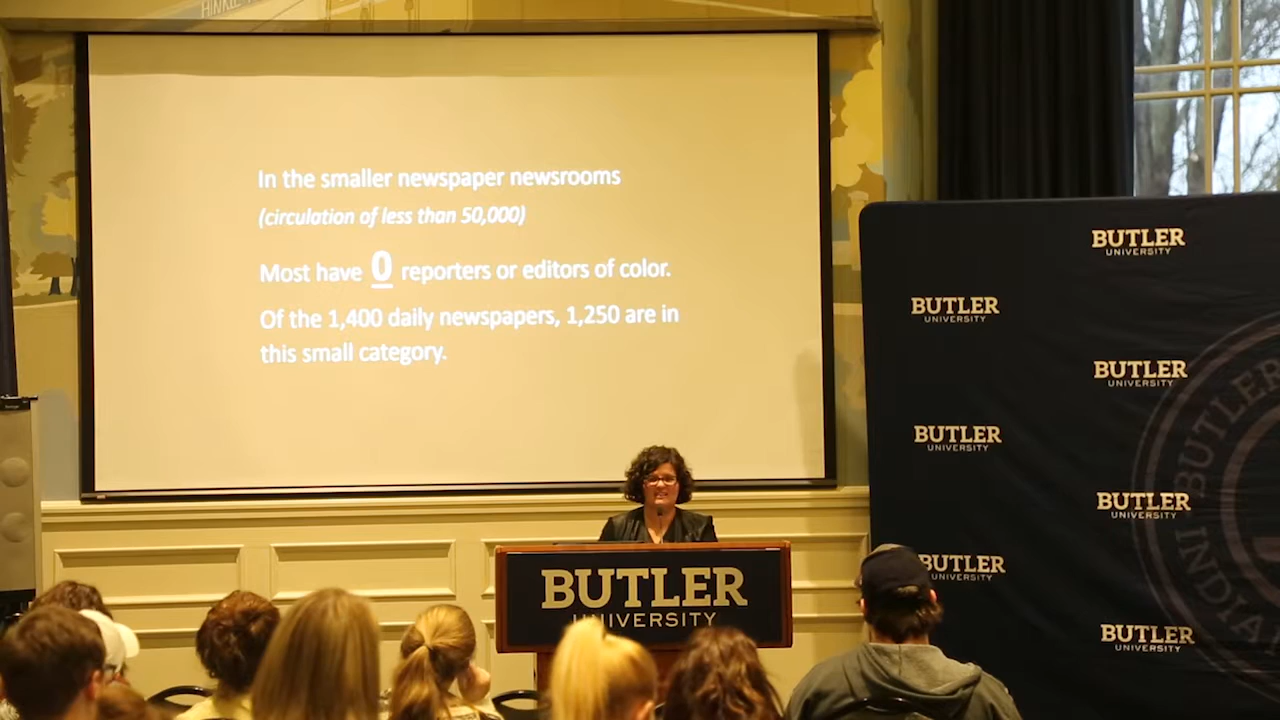 HINKLE
In the smaller newspaper newsrooms
(circulation of less than 50,000)
Most have 0 reporters or editors of color.
Of the 1,400 daily newspapers, 1,250 are in
this small category.
BUTLER
UNIVERSITY
BUTLER
UNIVERSITY
BUTLER
UNIVERSITY
BUTLER
UNIVERSITY
BUTLER
UNIVERSITY
BUTLER
UNIVERSITY
BUTLER
UNIVERSITY
BUTLER
UNIVERSITY
BUTLER
INDIANA